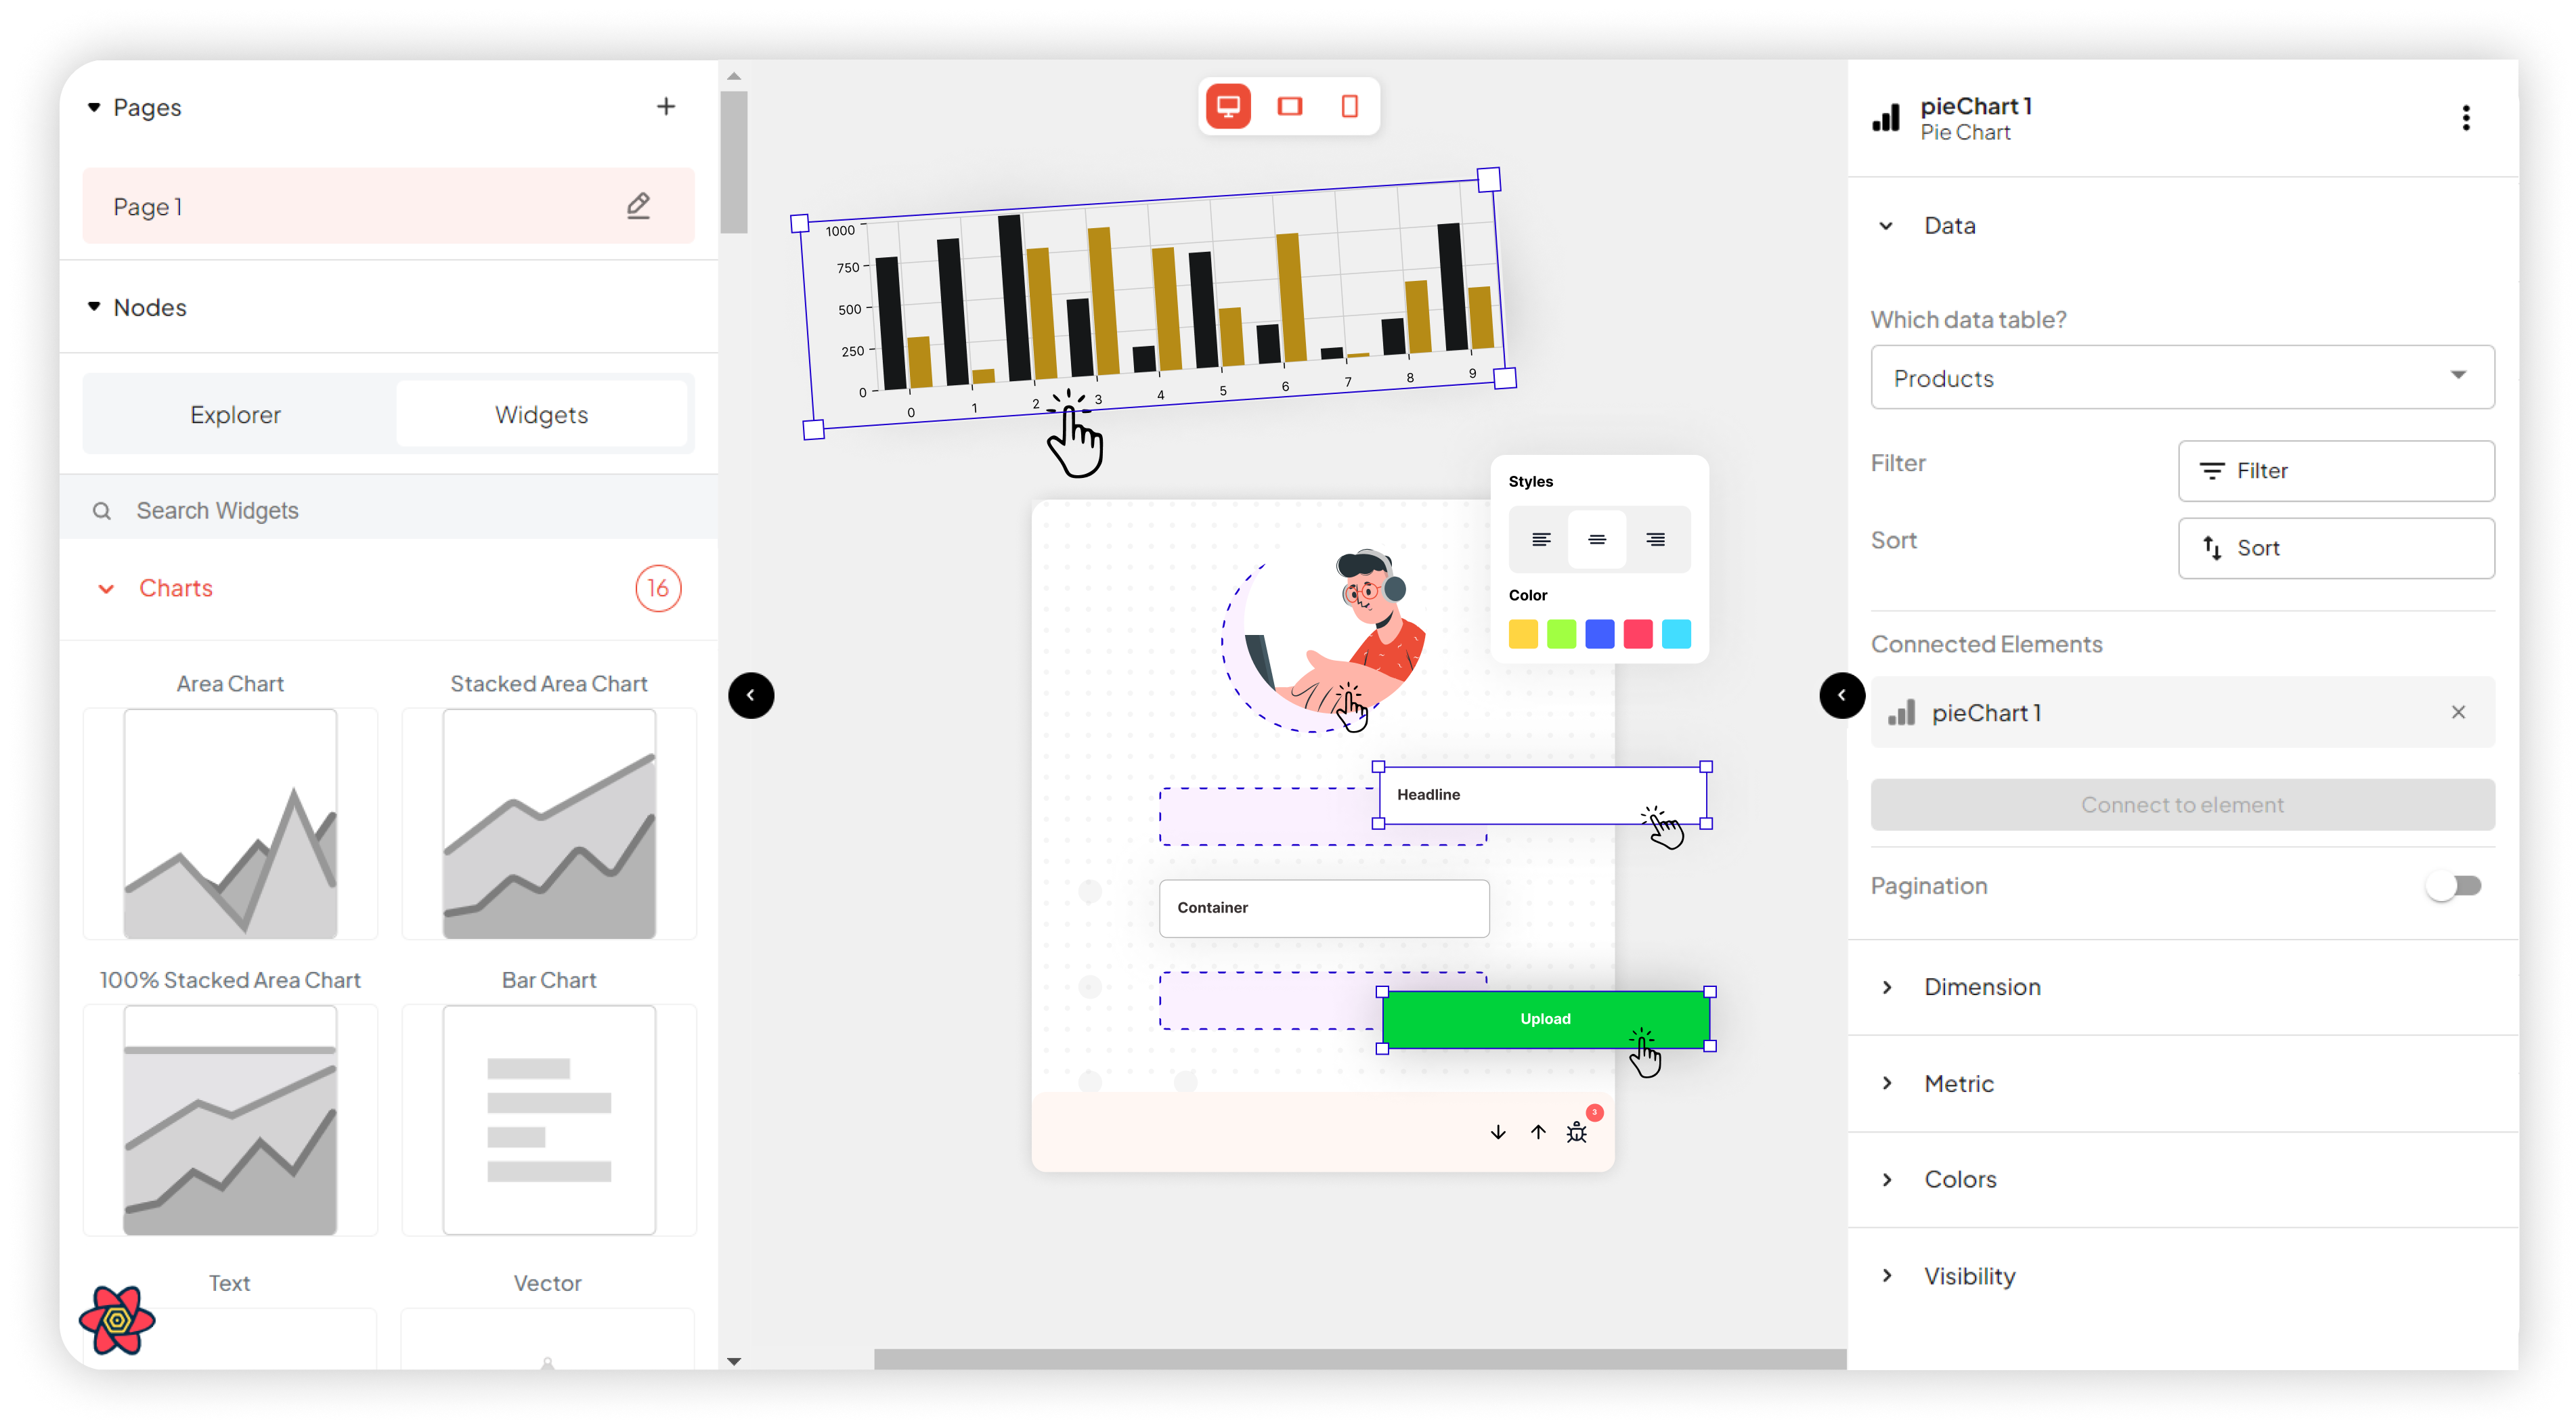 Pages
Page 1
Nodes
Explorer
Widgets
Search Widgets
Charts
16
Area Chart
Stacked Area Chart
100% Stacked Area Chart
Bar Chart
Text
Vector
1000
750
500
250
0
0
1
2
3
4
5
6
7
8
9
Styles
Color
Headline
Container
Upload
3
pieChart 1
Pie Chart
Data
Which data table?
Products
Filter
Filter
Sort
Sort
Connected Elements
pieChart 1
Connect to element
Pagination
Dimension
Metric
Colors
Visibility